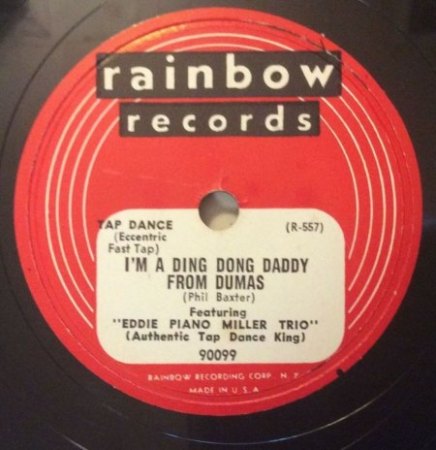 rainbow
records
TAP DANCE
(Eccentric
Fast Tap)
(R-557)
I'M A DING DONG DADDY
FROM DUMAS
(Phil Baxter)
Featuring
"EDDIE PIANO MILLER TRIO"
(Authentic Tap Dance King)
90099
RAINBOW RECORDING CORP. N. Y.
MADE IN U. S. A